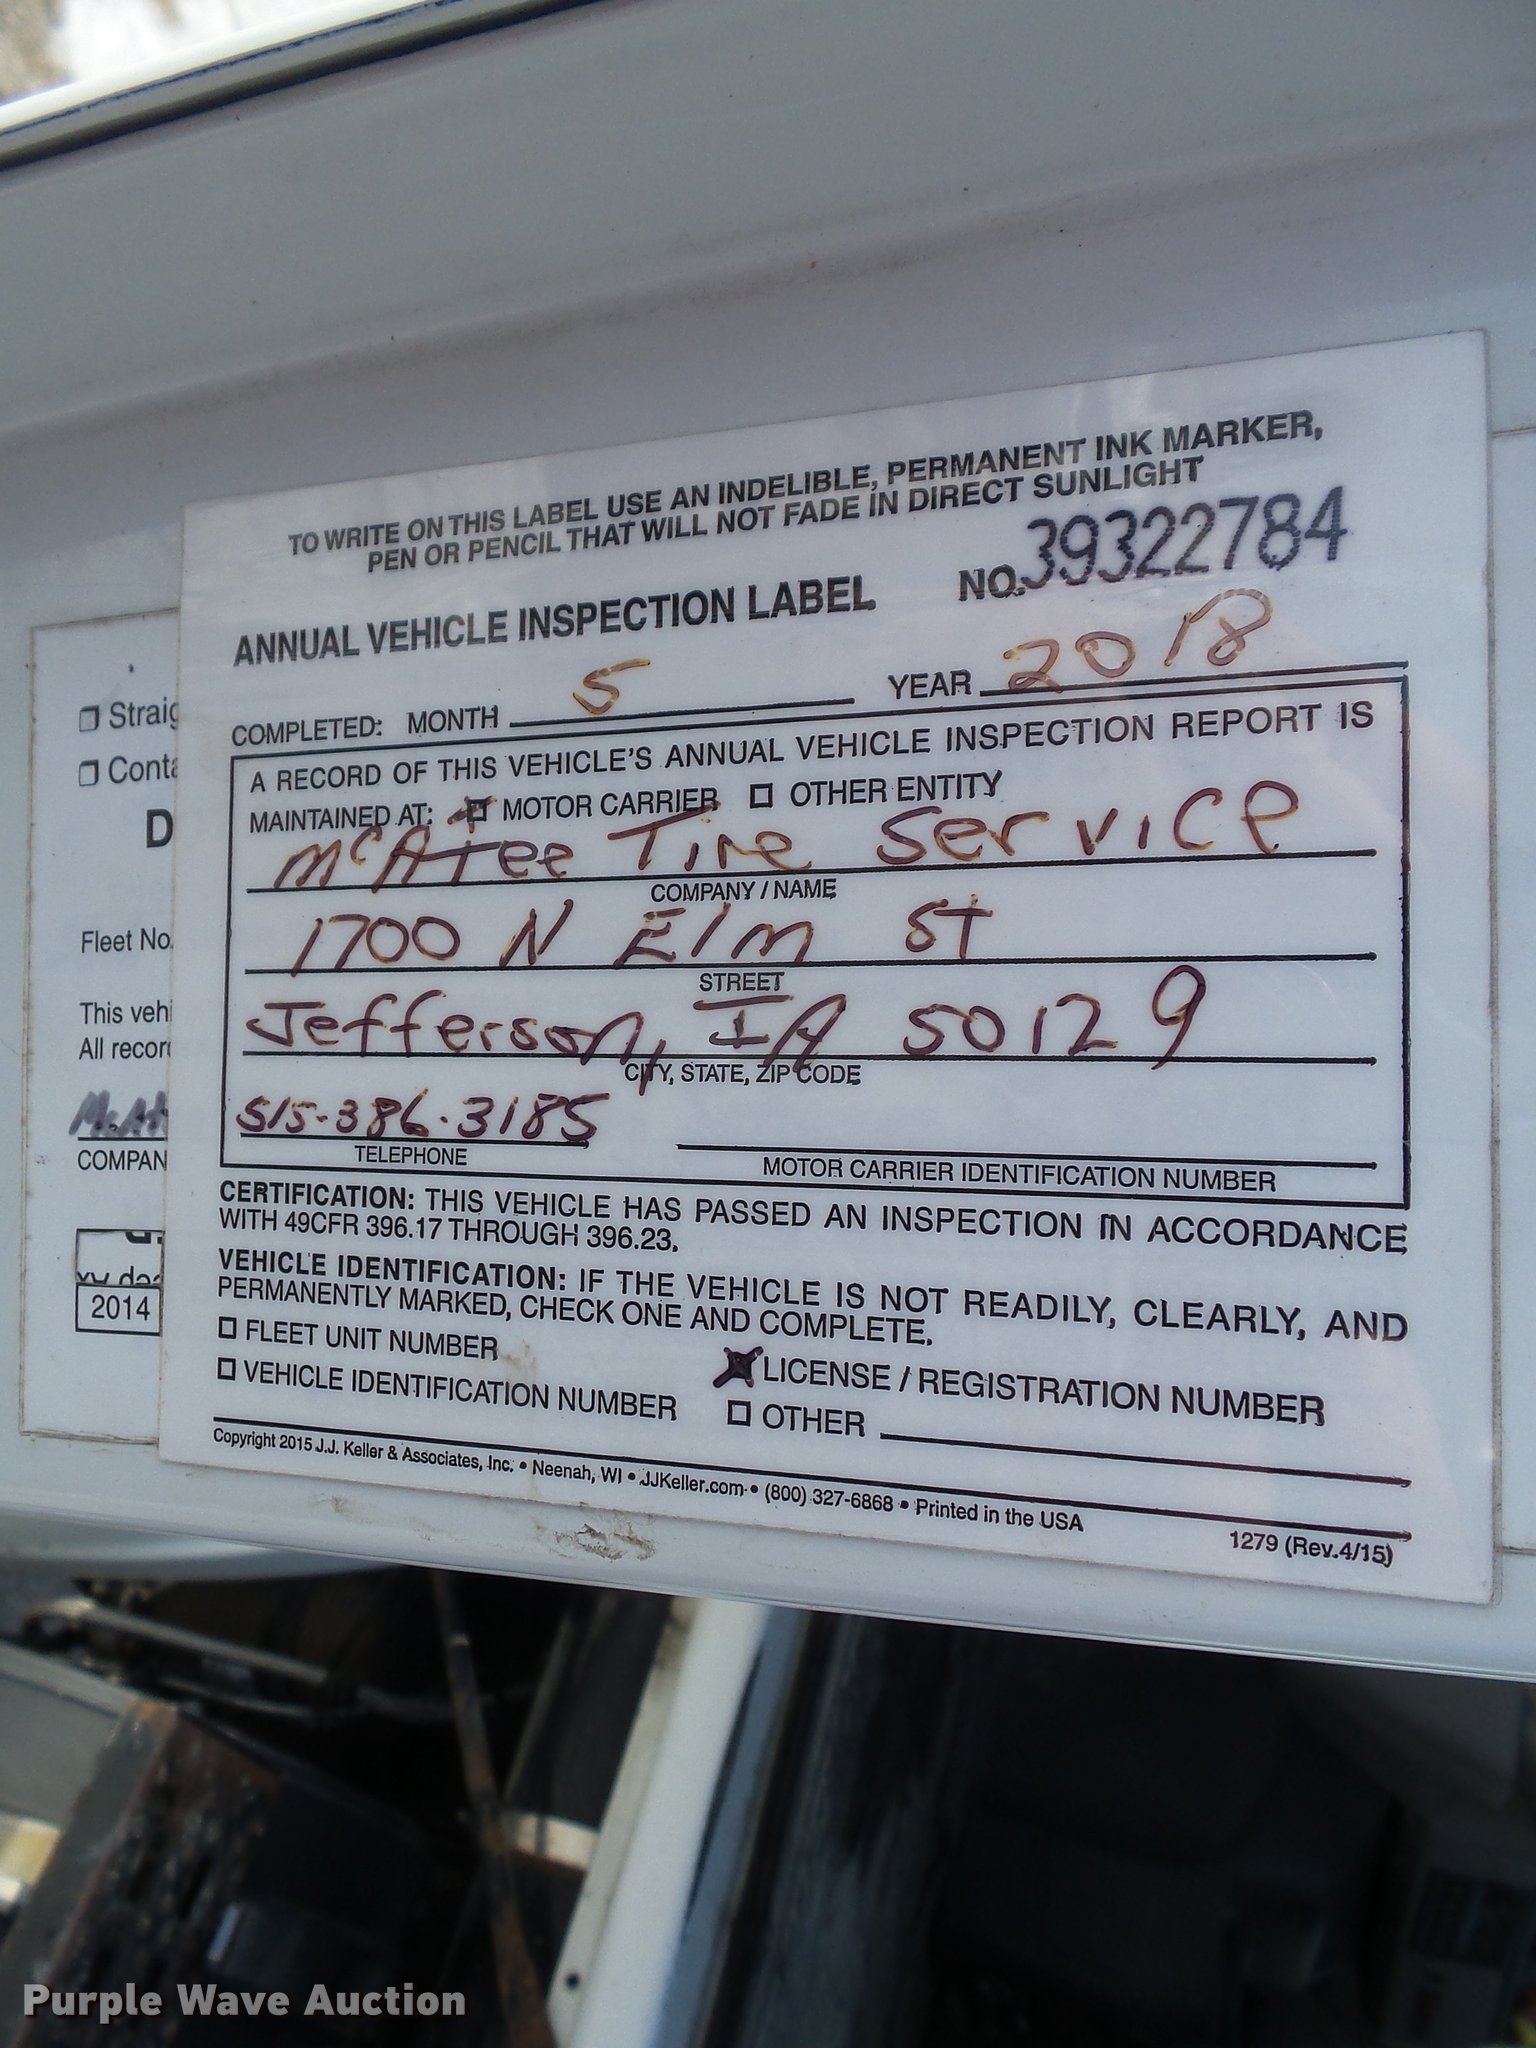 TO WRITE ON THIS LABEL USE AN INDELIBLE, PERMANENT INK MARKER,
PEN OR PENCIL THAT WILL NOT FADE IN DIRECT SUNLIGHT
ANNUAL VEHICLE INSPECTION LABEL NO. 39322784
COMPLETED: MONTH 5 YEAR 2018
A RECORD OF THIS VEHICLE'S ANNUAL VEHICLE INSPECTION REPORT IS
MAINTAINED AT: MOTOR CARRIER OTHER ENTITY
McATee Tire Service
COMPANY / NAME
1700 N Elm ST
STREET
Jefferson, IA 50129
CITY, STATE, ZIP CODE
515-386-3185
TELEPHONE MOTOR CARRIER IDENTIFICATION NUMBER
CERTIFICATION: THIS VEHICLE HAS PASSED AN INSPECTION IN ACCORDANCE
WITH 49CFR 396.17 THROUGH 396.23.
VEHICLE IDENTIFICATION: IF THE VEHICLE IS NOT READILY, CLEARLY, AND
PERMANENTLY MARKED, CHECK ONE AND COMPLETE.
FLEET UNIT NUMBER
LICENSE / REGISTRATION NUMBER
VEHICLE IDENTIFICATION NUMBER
OTHER
Copyright 2015 J.J. Keller & Associates, Inc. • Neenah, WI • JJKeller.com • (800) 327-6868 • Printed in the USA
1279 (Rev.4/15)
Straig
Conta
D
Fleet No.
This vehi
All recor
COMPAN
2014
Purple Wave Auction